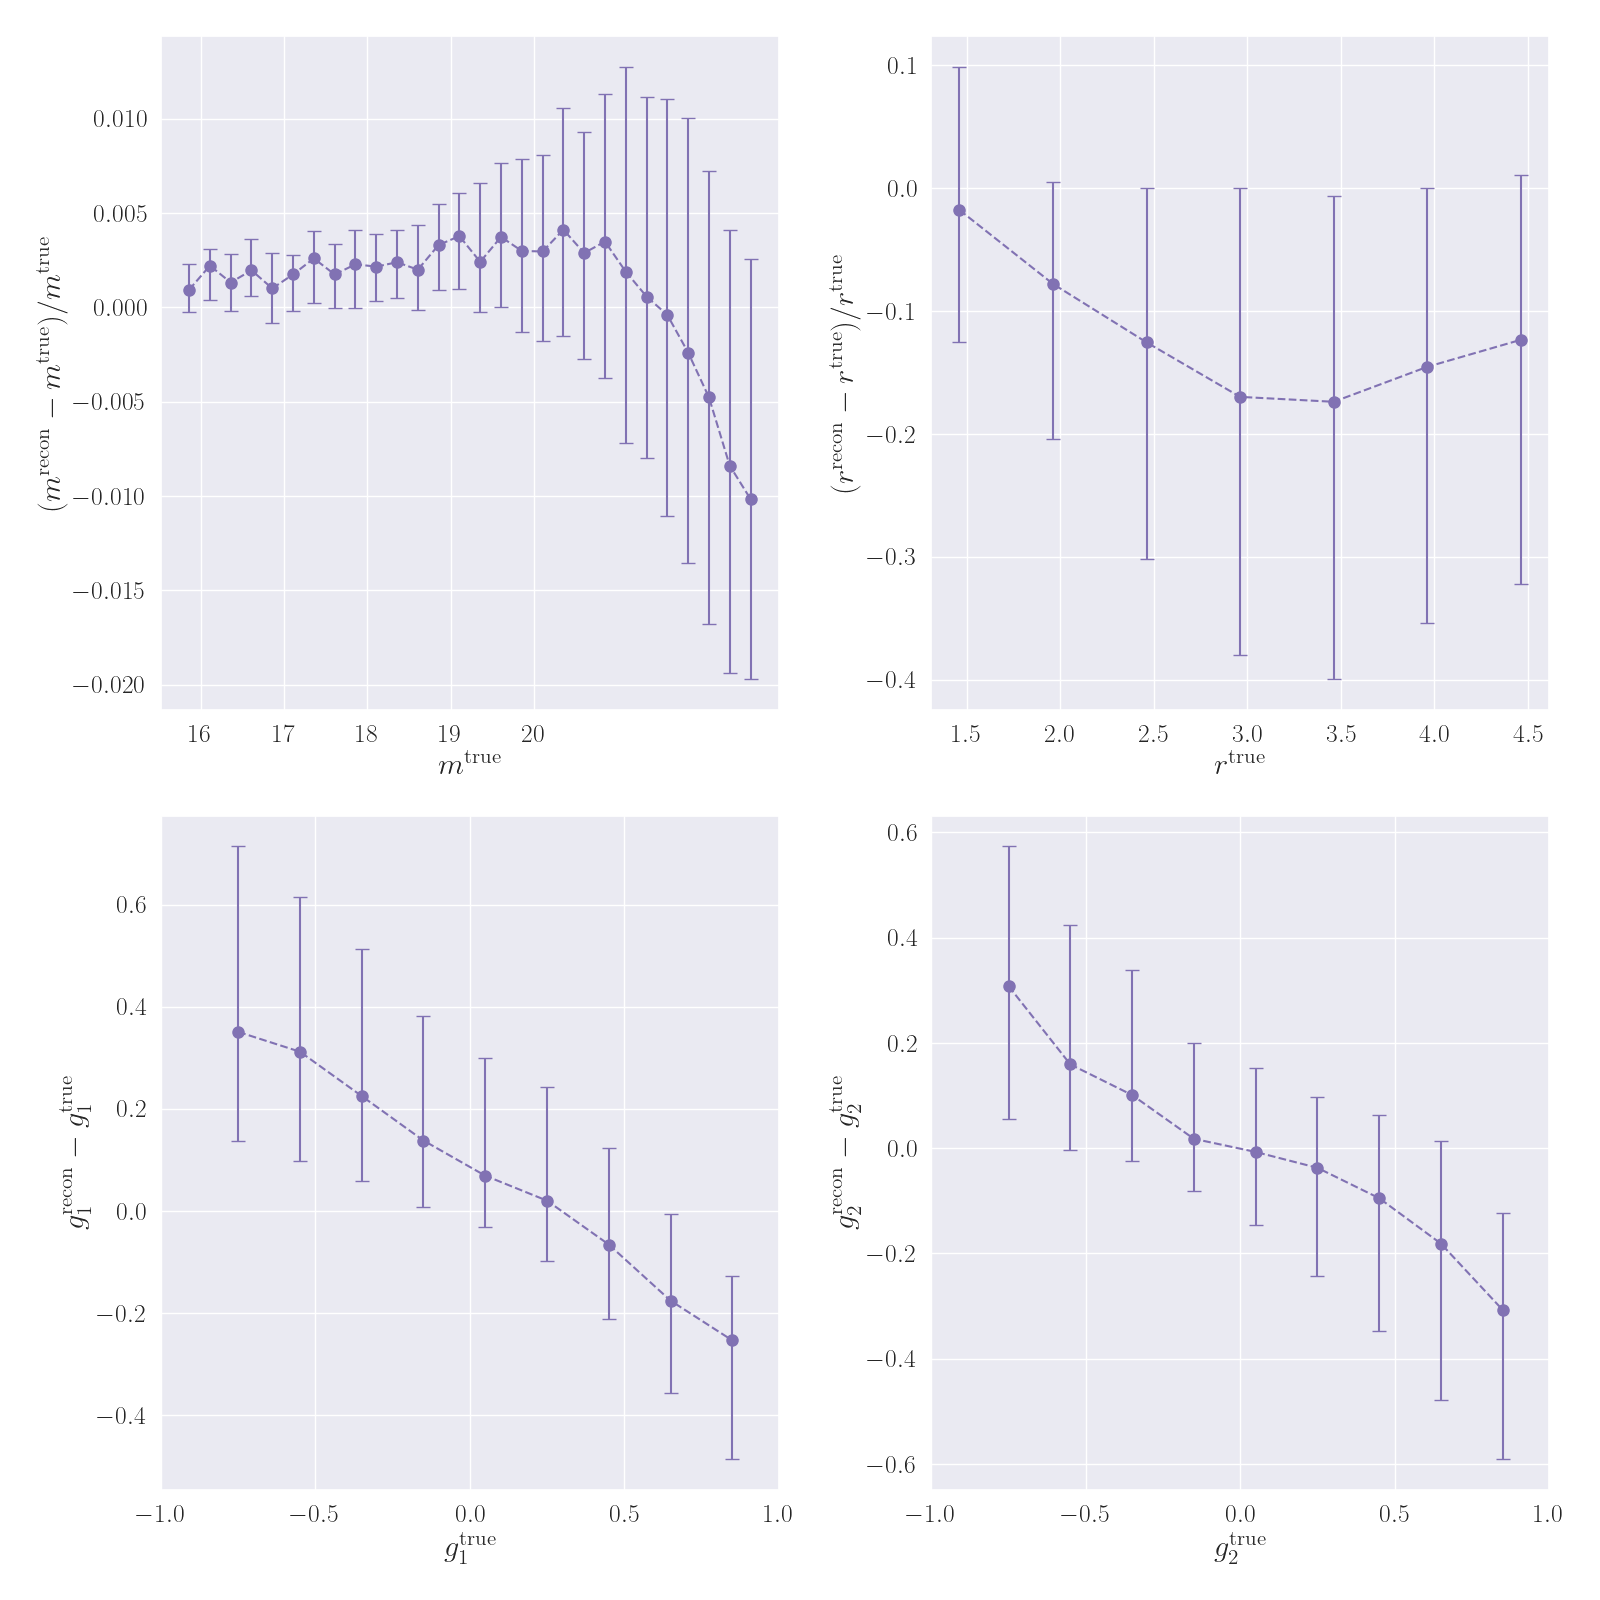 0.010
0.005
0.000
−0.005
−0.010
−0.015
−0.020
(m^recon − m^true)/m^true
16 17 18 19 20
m^true
0.1
0.0
−0.1
−0.2
−0.3
−0.4
(r^recon − r^true)/r^true
1.5 2.0 2.5 3.0 3.5 4.0 4.5
r^true
0.6
0.4
0.2
0.0
−0.2
−0.4
g_1^recon − g_1^true
−1.0 −0.5 0.0 0.5 1.0
g_1^true
0.6
0.4
0.2
0.0
−0.2
−0.4
−0.6
g_2^recon − g_2^true
−1.0 −0.5 0.0 0.5 1.0
g_2^true